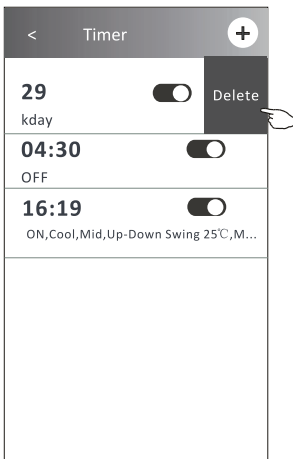 < Timer +
29 Delete
kday
04:30
OFF
16:19
ON,Cool,Mid,Up-Down Swing 25℃,M...